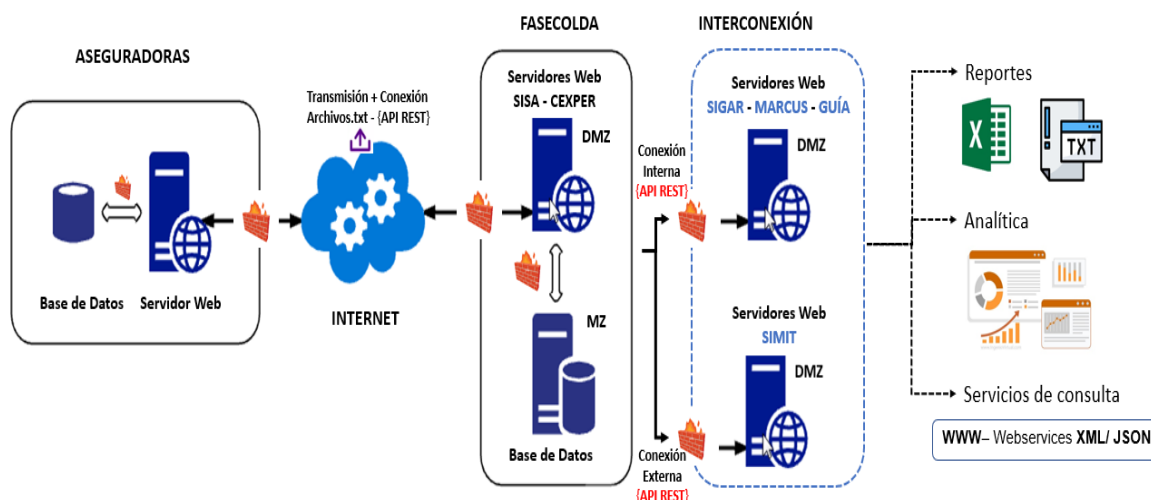 ASEGURADORAS
Base de Datos
Servidor Web
Transmisión + Conexión
Archivos.txt - {API REST}
INTERNET
FASECOLDA
Servidores Web
SISA - CEXPER
DMZ
MZ
Base de Datos
Conexión
Interna
{API REST}
Conexión
Externa
{API REST}
INTERCONEXIÓN
Servidores Web
SIGAR - MARCUS - GUÍA
DMZ
Servidores Web
SIMIT
DMZ
Reportes
X
TXT
Analítica
Servicios de consulta
WWW– Webservices XML/ JSON